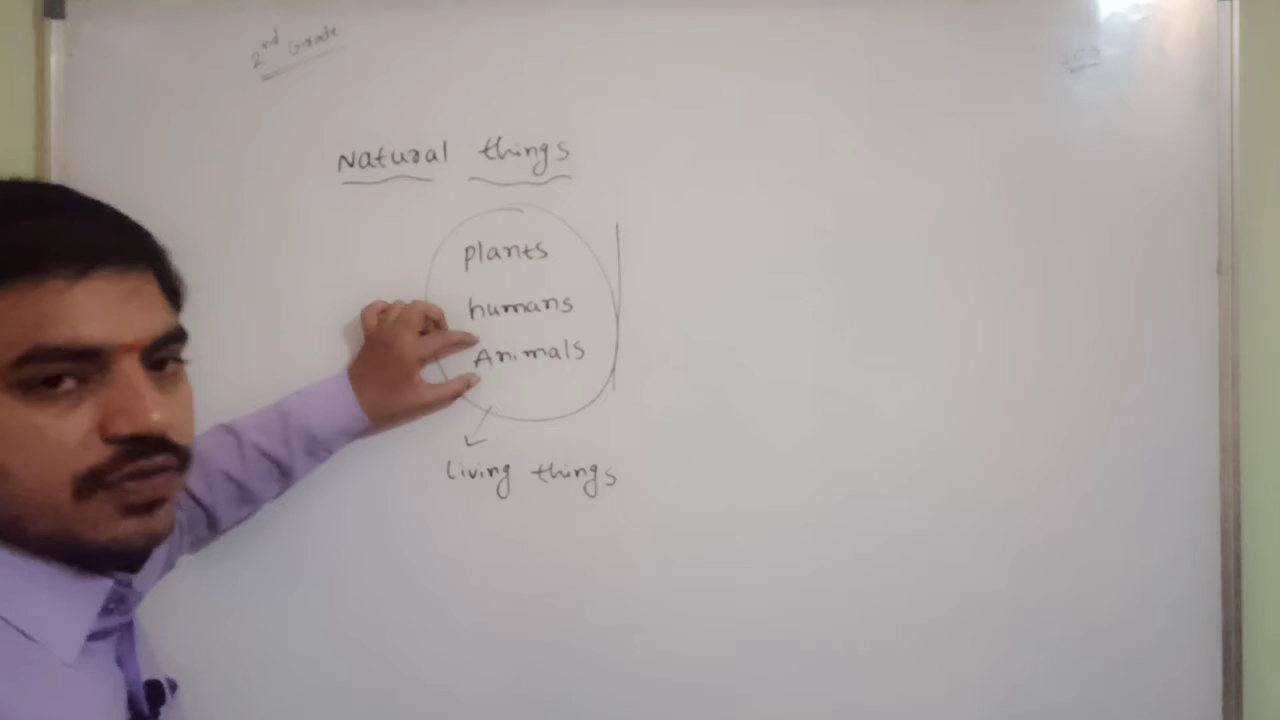 2nd Grade
Natural things
plants
humans
Animals
living things